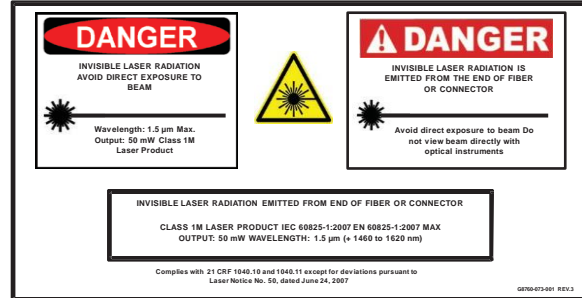 DANGER
INVISIBLE LASER RADIATION
AVOID DIRECT EXPOSURE TO
BEAM
Wavelength: 1.5 µm Max.
Output: 50 mW Class 1M
Laser Product
DANGER
INVISIBLE LASER RADIATION IS
EMITTED FROM THE END OF FIBER
OR CONNECTOR
Avoid direct exposure to beam Do
not view beam directly with
optical instruments
INVISIBLE LASER RADIATION EMITTED FROM END OF FIBER OR CONNECTOR
CLASS 1M LASER PRODUCT IEC 60825-1:2007 EN 60825-1:2007 MAX
OUTPUT: 50 mW WAVELENGTH: 1.5 µm (+ 1460 to 1620 nm)
Complies with 21 CRF 1040.10 and 1040.11 except for deviations pursuant to
Laser Notice No. 50, dated June 24, 2007
G8760-073-001 REV.3